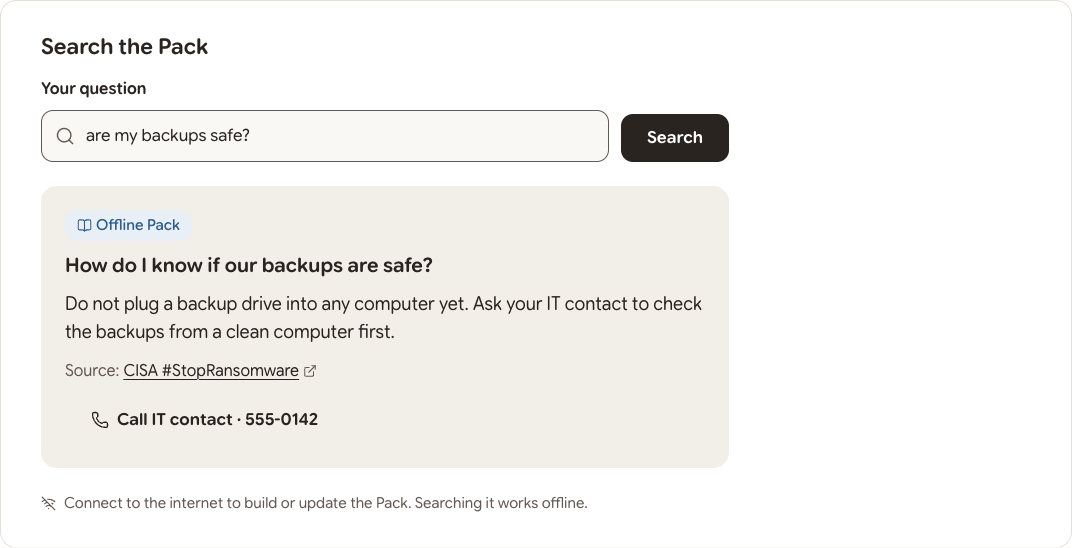 Search the Pack
Your question
are my backups safe?
Search
Offline Pack
How do I know if our backups are safe?
Do not plug a backup drive into any computer yet. Ask your IT contact to check
the backups from a clean computer first.
Source: CISA #StopRansomware
Call IT contact · 555-0142
Connect to the internet to build or update the Pack. Searching it works offline.